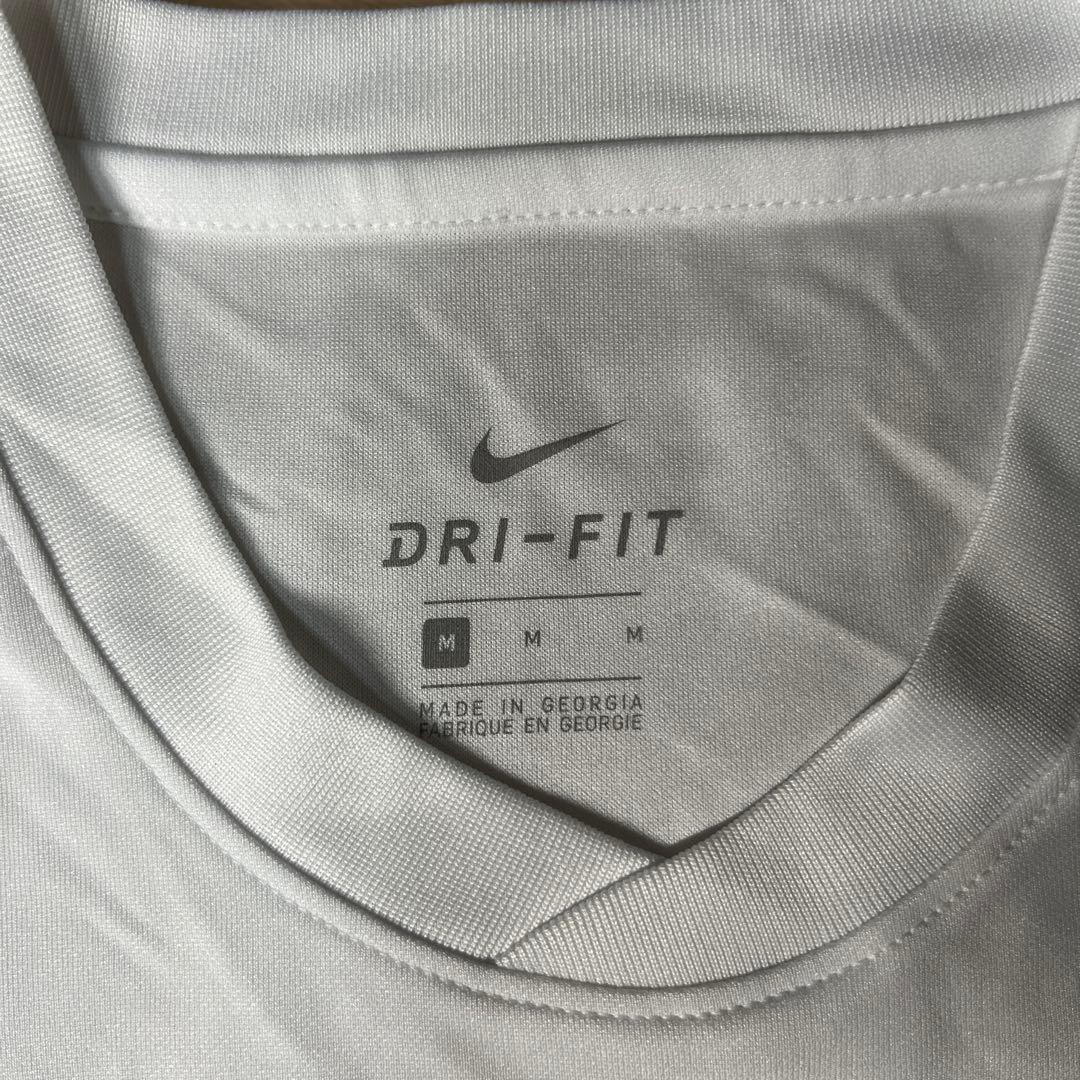 DRI-FIT
M M M
MADE IN GEORGIA
FABRIQUE EN GEORGIE